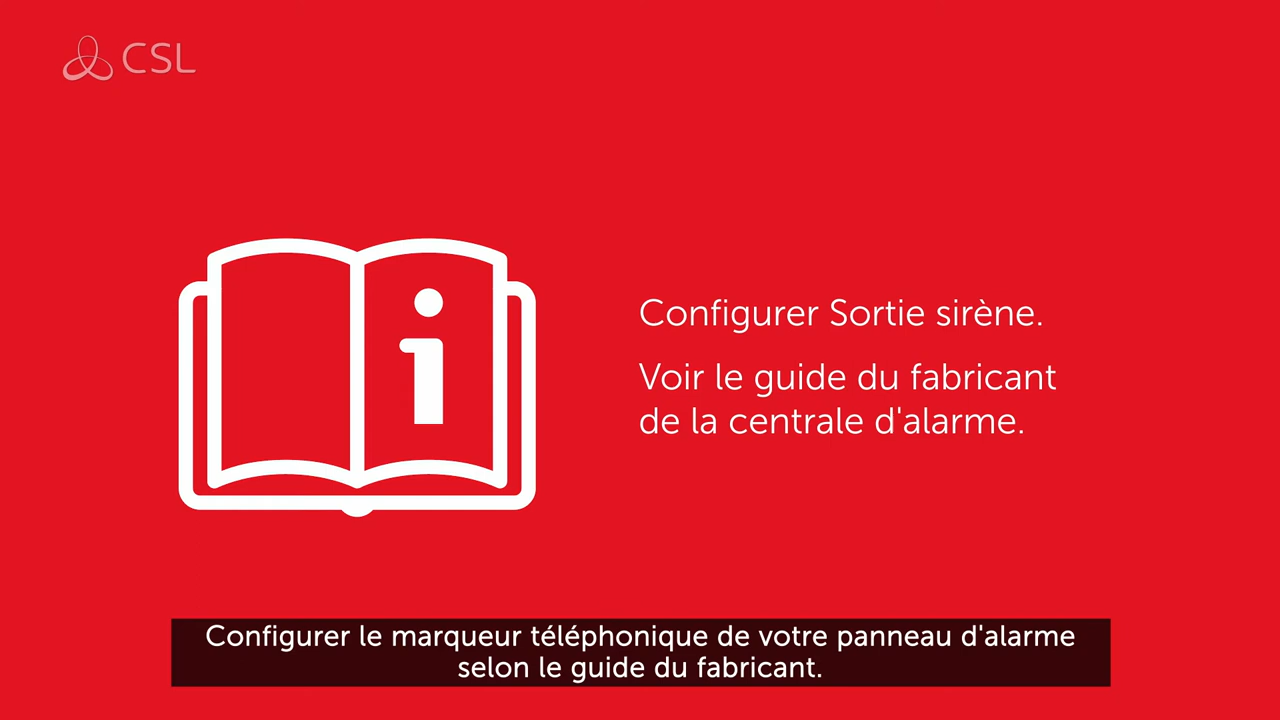 CSL
Configurer Sortie sirène.
Voir le guide du fabricant
de la centrale d'alarme.
Configurer le marqueur téléphonique de votre panneau d'alarme
selon le guide du fabricant.